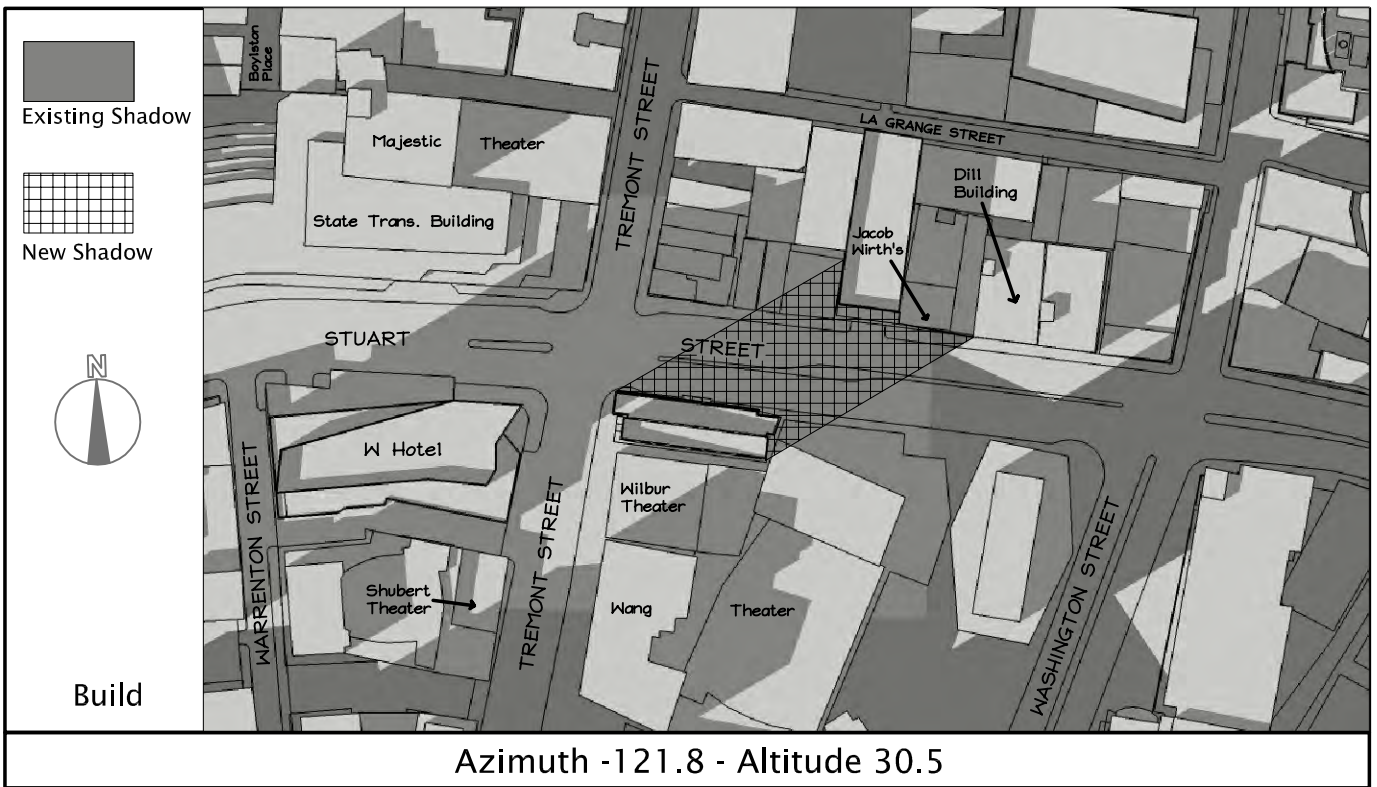 Existing Shadow
New Shadow
N
Build
Boylston
Place
Majestic
Theater
State Trans. Building
TREMONT STREET
LA GRANGE STREET
Dill
Building
Jacob
Wirth's
STUART
STREET
W Hotel
WARRENTON STREET
Wilbur
Theater
TREMONT STREET
Shubert
Theater
Wang
Theater
WASHINGTON STREET
Azimuth -121.8 - Altitude 30.5